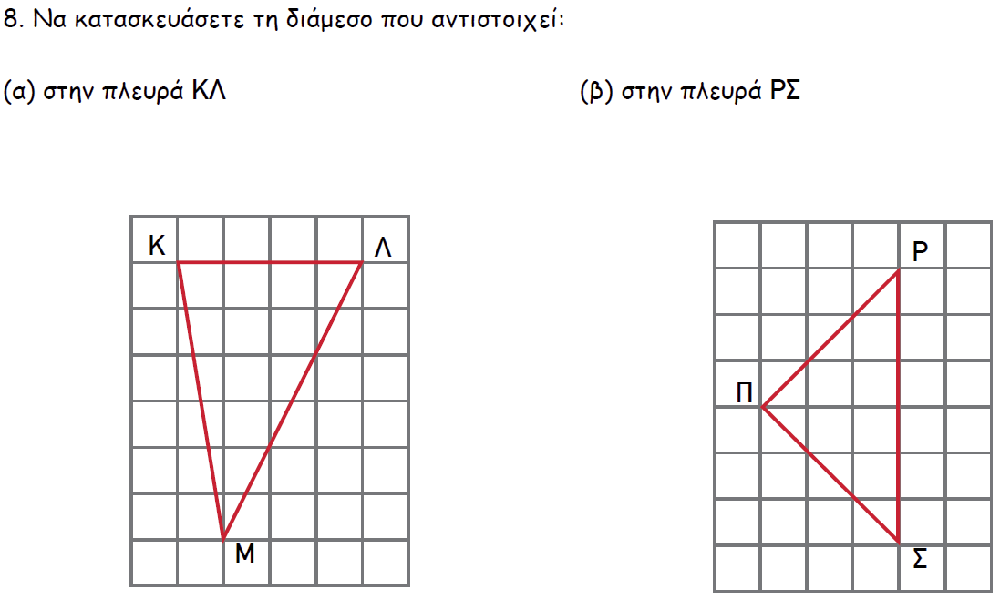 8. Να κατασκευάσετε τη διάμεσο που αντιστοιχεί:
(α) στην πλευρά ΚΛ
(β) στην πλευρά ΡΣ
Κ
Λ
Μ
Ρ
Π
Σ